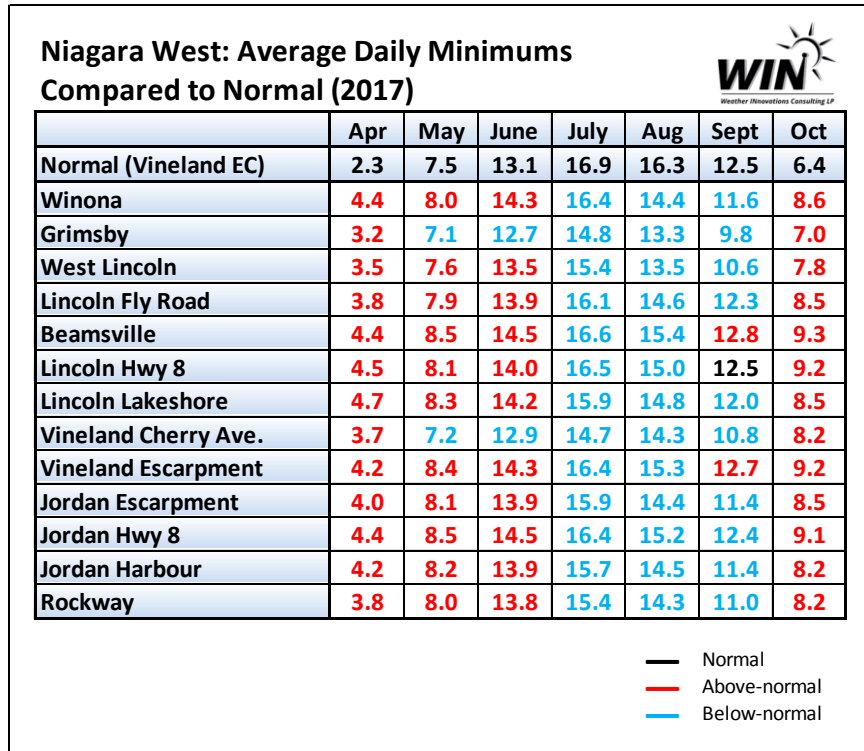 Niagara West: Average Daily Minimums
Compared to Normal (2017)
WIN
Weather INnovations Consulting LP
Apr May June July Aug Sept Oct
Normal (Vineland EC) 2.3 7.5 13.1 16.9 16.3 12.5 6.4
Winona 4.4 8.0 14.3 16.4 14.4 11.6 8.6
Grimsby 3.2 7.1 12.7 14.8 13.3 9.8 7.0
West Lincoln 3.5 7.6 13.5 15.4 13.5 10.6 7.8
Lincoln Fly Road 3.8 7.9 13.9 16.1 14.6 12.3 8.5
Beamsville 4.4 8.5 14.5 16.6 15.4 12.8 9.3
Lincoln Hwy 8 4.5 8.1 14.0 16.5 15.0 12.5 9.2
Lincoln Lakeshore 4.7 8.3 14.2 15.9 14.8 12.0 8.5
Vineland Cherry Ave. 3.7 7.2 12.9 14.7 14.3 10.8 8.2
Vineland Escarpment 4.2 8.4 14.3 16.4 15.3 12.7 9.2
Jordan Escarpment 4.0 8.1 13.9 15.9 14.4 11.4 8.5
Jordan Hwy 8 4.4 8.5 14.5 16.4 15.2 12.4 9.1
Jordan Harbour 4.2 8.2 13.9 15.7 14.5 11.4 8.2
Rockway 3.8 8.0 13.8 15.4 14.3 11.0 8.2
Normal
Above-normal
Below-normal